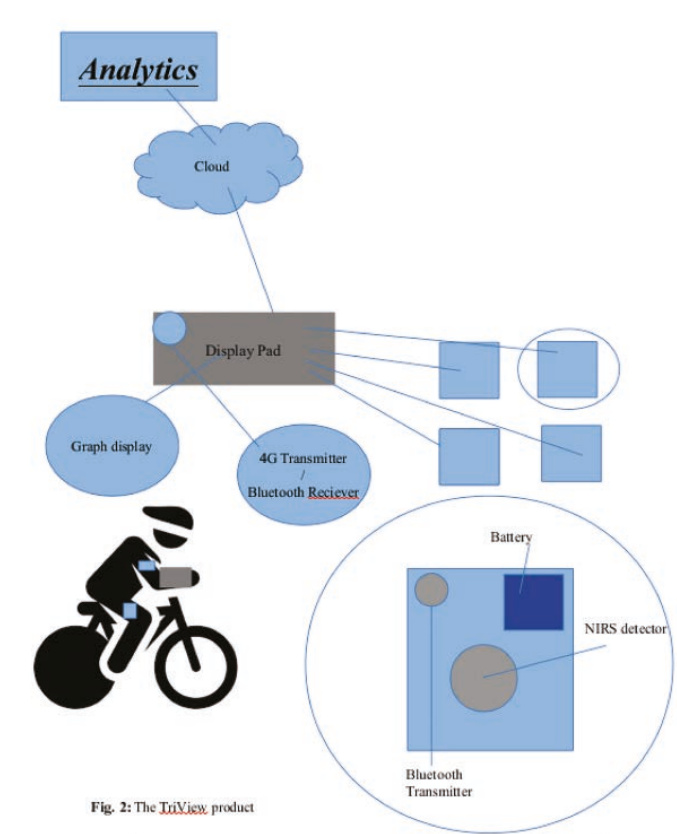 Analytics
Cloud
Display Pad
Graph display
4G Transmitter
/
Bluetooth Reciever
Battery
NIRS detector
Bluetooth
Transmitter
Fig. 2: The TriView product